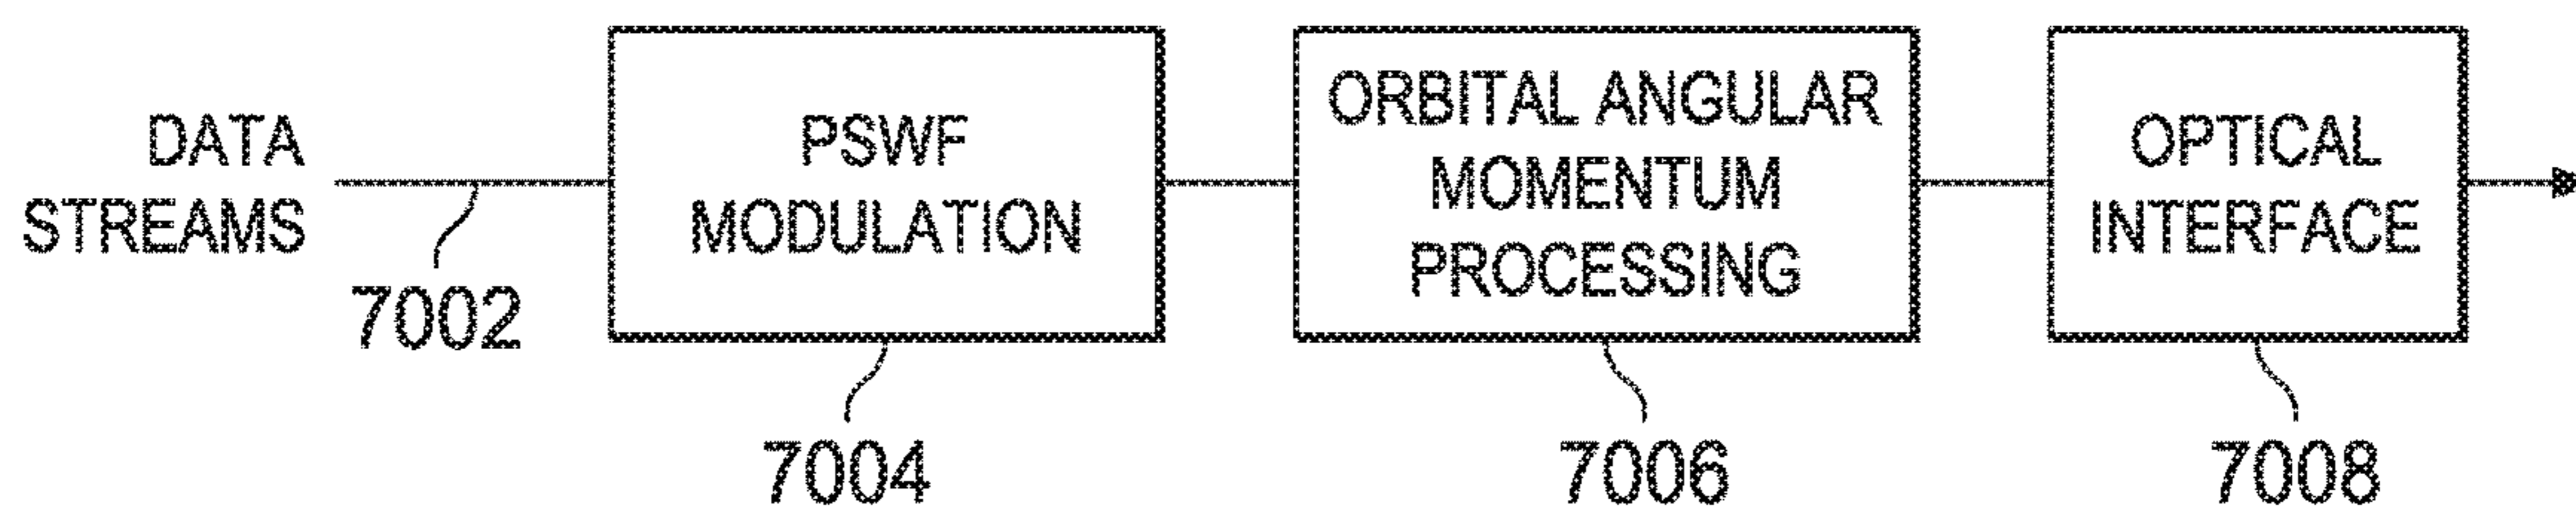 DATA
STREAMS
7002
PSWF
MODULATION
7004
ORBITAL ANGULAR
MOMENTUM
PROCESSING
7006
OPTICAL
INTERFACE
7008